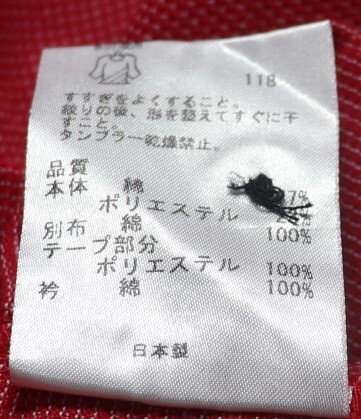 118
すすぎをよくすること。
絞りの後、形を整えてすぐに干
すこと。
タンブラー乾燥禁止。
品質
本体 綿 7%
ポリエステル %
別布 綿 100%
テープ部分
ポリエステル 100%
衿 綿 100%
日本製